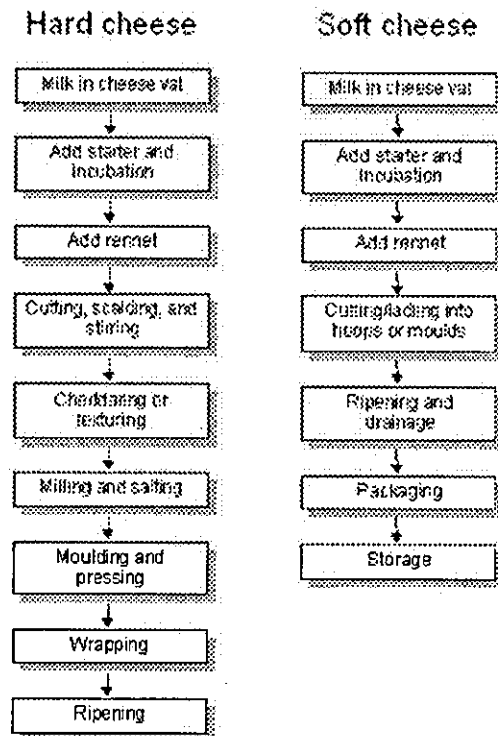 Hard cheese
Milk in cheese vat
Add starter and
incubation
Add rennet
Cutting, scalding, and
stirring
Cheddaring or
texturing
Milling and salting
Moulding and
pressing
Wrapping
Ripening
Soft cheese
Milk in cheese vat
Add starter and
incubation
Add rennet
Cutting/lading into
hoops or moulds
Ripening and
drainage
Packaging
Storage